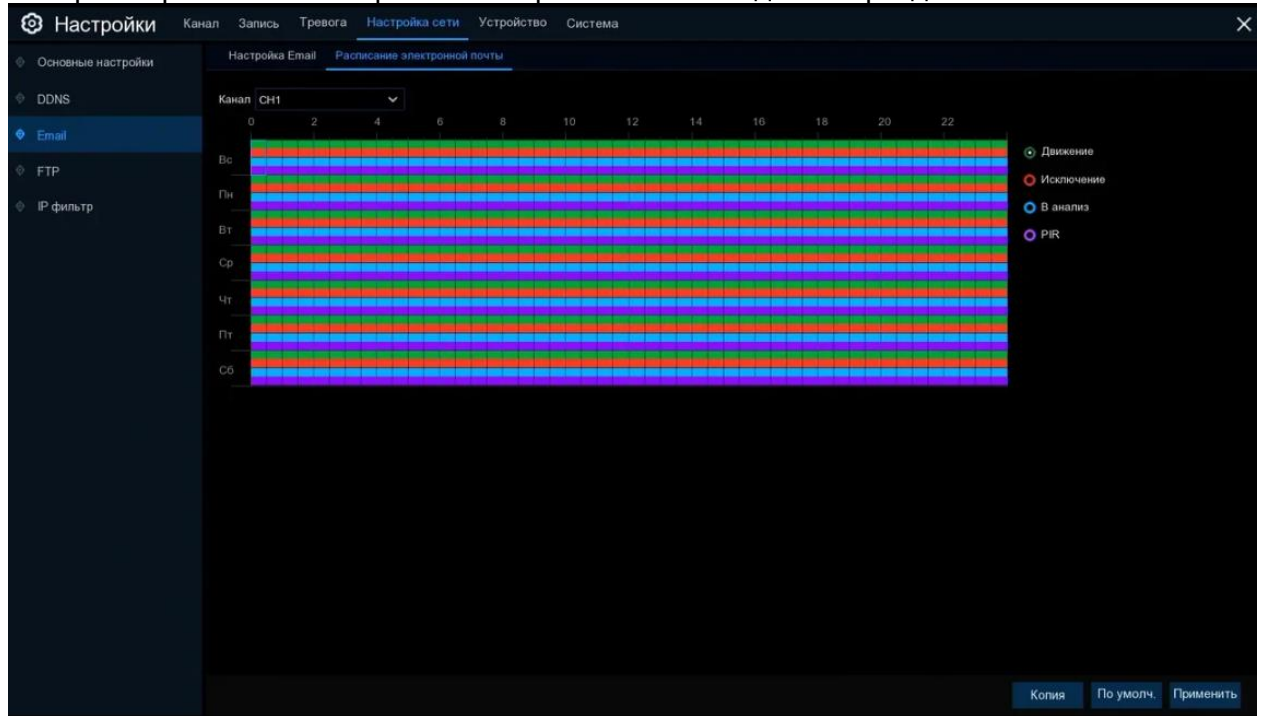 Настройки Канал Запись Тревога Настройка сети Устройство Система
Основные настройки
DDNS
Email
FTP
IP фильтр
Настройка Email Расписание электронной почты
Канал CH1
0 2 4 6 8 10 12 14 16 18 20 22
Вс
Пн
Вт
Ср
Чт
Пт
Сб
Движение
Исключение
В анализ
PIR
Копия По умолч. Применить